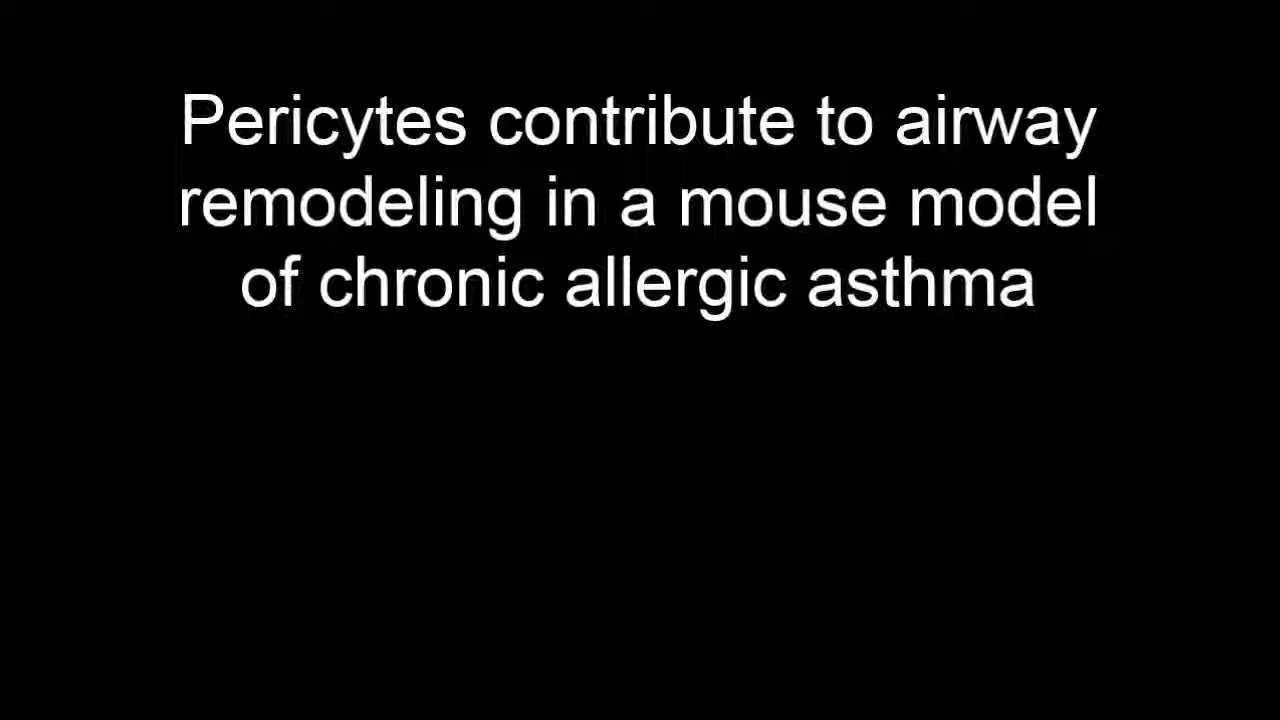 Pericytes contribute to airway
remodeling in a mouse model
of chronic allergic asthma